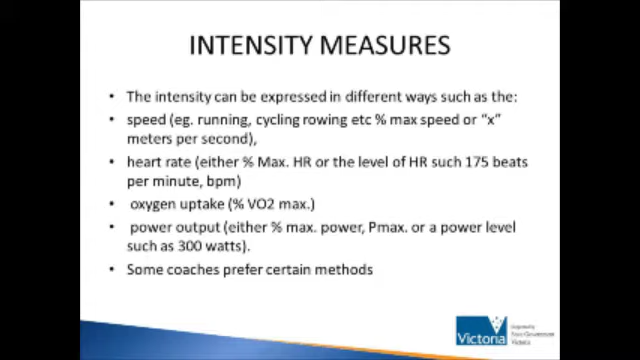 INTENSITY MEASURES
• The intensity can be expressed in different ways such as the:
• speed (eg. running, cycling rowing etc % max speed or “x”
meters per second),
• heart rate (either % Max. HR or the level of HR such 175 beats
per minute, bpm)
• oxygen uptake (% VO2 max.)
• power output (either % max. power, Pmax. or a power level
such as 300 watts).
• Some coaches prefer certain methods
Victoria
State Government
Victoria